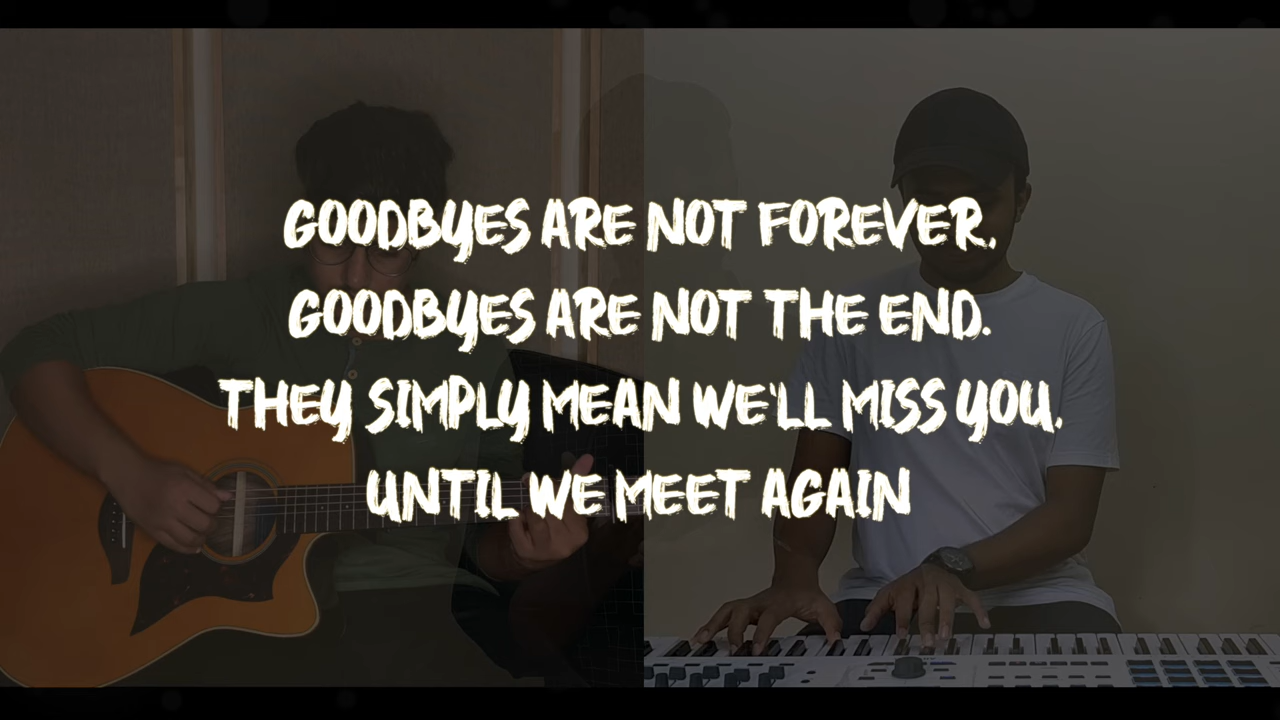 GOODBYES ARE NOT FOREVER,
GOODBYES ARE NOT THE END.
THEY SIMPLY MEAN WE'LL MISS YOU,
UNTIL WE MEET AGAIN